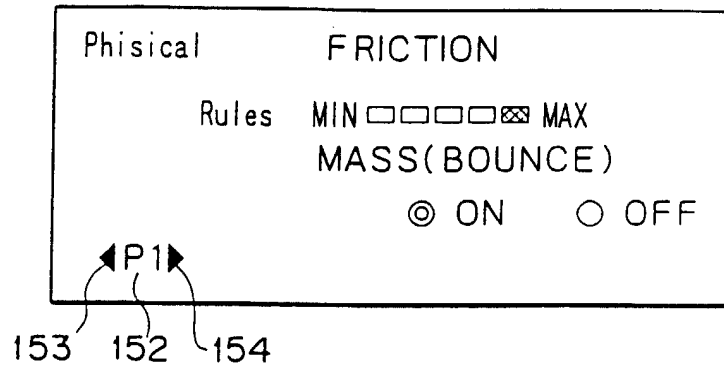 Phisical FRICTION
Rules MIN MAX
MASS(BOUNCE)
◎ ON ○ OFF
◀P1▶
153 152 154